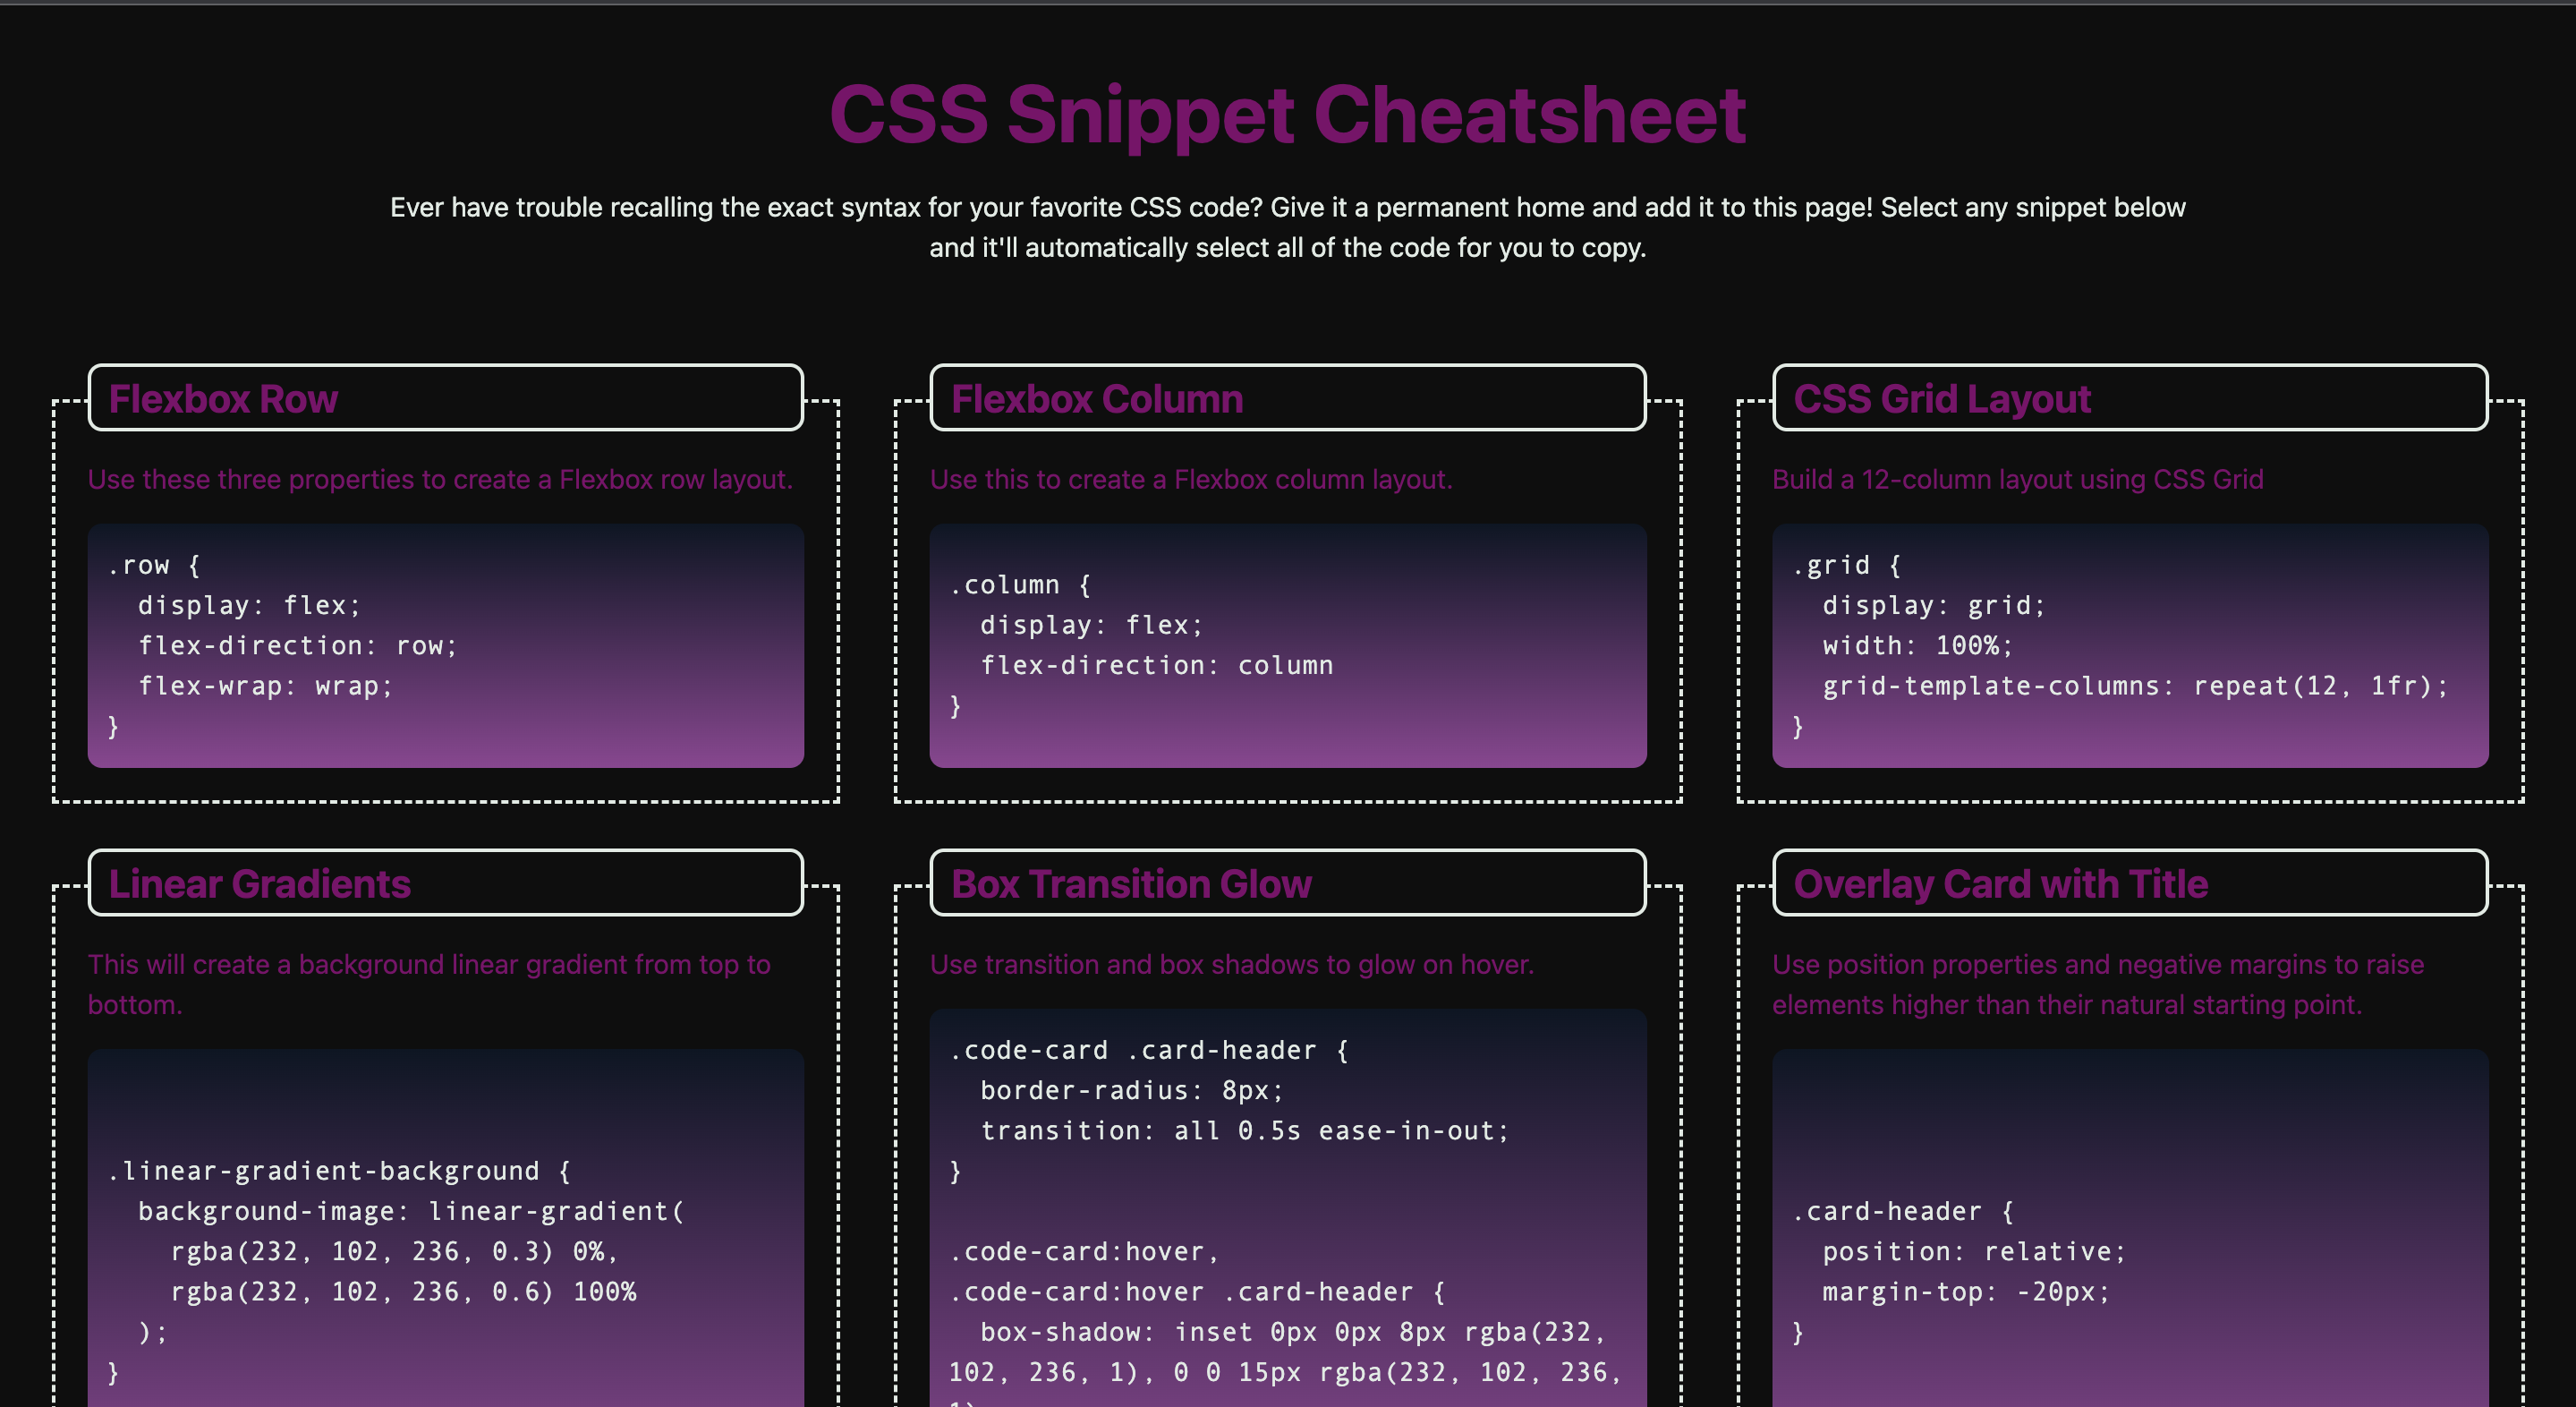 CSS Snippet Cheatsheet
Ever have trouble recalling the exact syntax for your favorite CSS code? Give it a permanent home and add it to this page! Select any snippet below
and it'll automatically select all of the code for you to copy.
Flexbox Row
Use these three properties to create a Flexbox row layout.
.row {
  display: flex;
  flex-direction: row;
  flex-wrap: wrap;
}
Flexbox Column
Use this to create a Flexbox column layout.
.column {
  display: flex;
  flex-direction: column
}
CSS Grid Layout
Build a 12-column layout using CSS Grid
.grid {
  display: grid;
  width: 100%;
  grid-template-columns: repeat(12, 1fr);
}
Linear Gradients
This will create a background linear gradient from top to
bottom.
.linear-gradient-background {
  background-image: linear-gradient(
    rgba(232, 102, 236, 0.3) 0%,
    rgba(232, 102, 236, 0.6) 100%
  );
}
Box Transition Glow
Use transition and box shadows to glow on hover.
.code-card .card-header {
  border-radius: 8px;
  transition: all 0.5s ease-in-out;
}
.code-card:hover,
.code-card:hover .card-header {
  box-shadow: inset 0px 0px 8px rgba(232,
102, 236, 1), 0 0 15px rgba(232, 102, 236,
Overlay Card with Title
Use position properties and negative margins to raise
elements higher than their natural starting point.
.card-header {
  position: relative;
  margin-top: -20px;
}